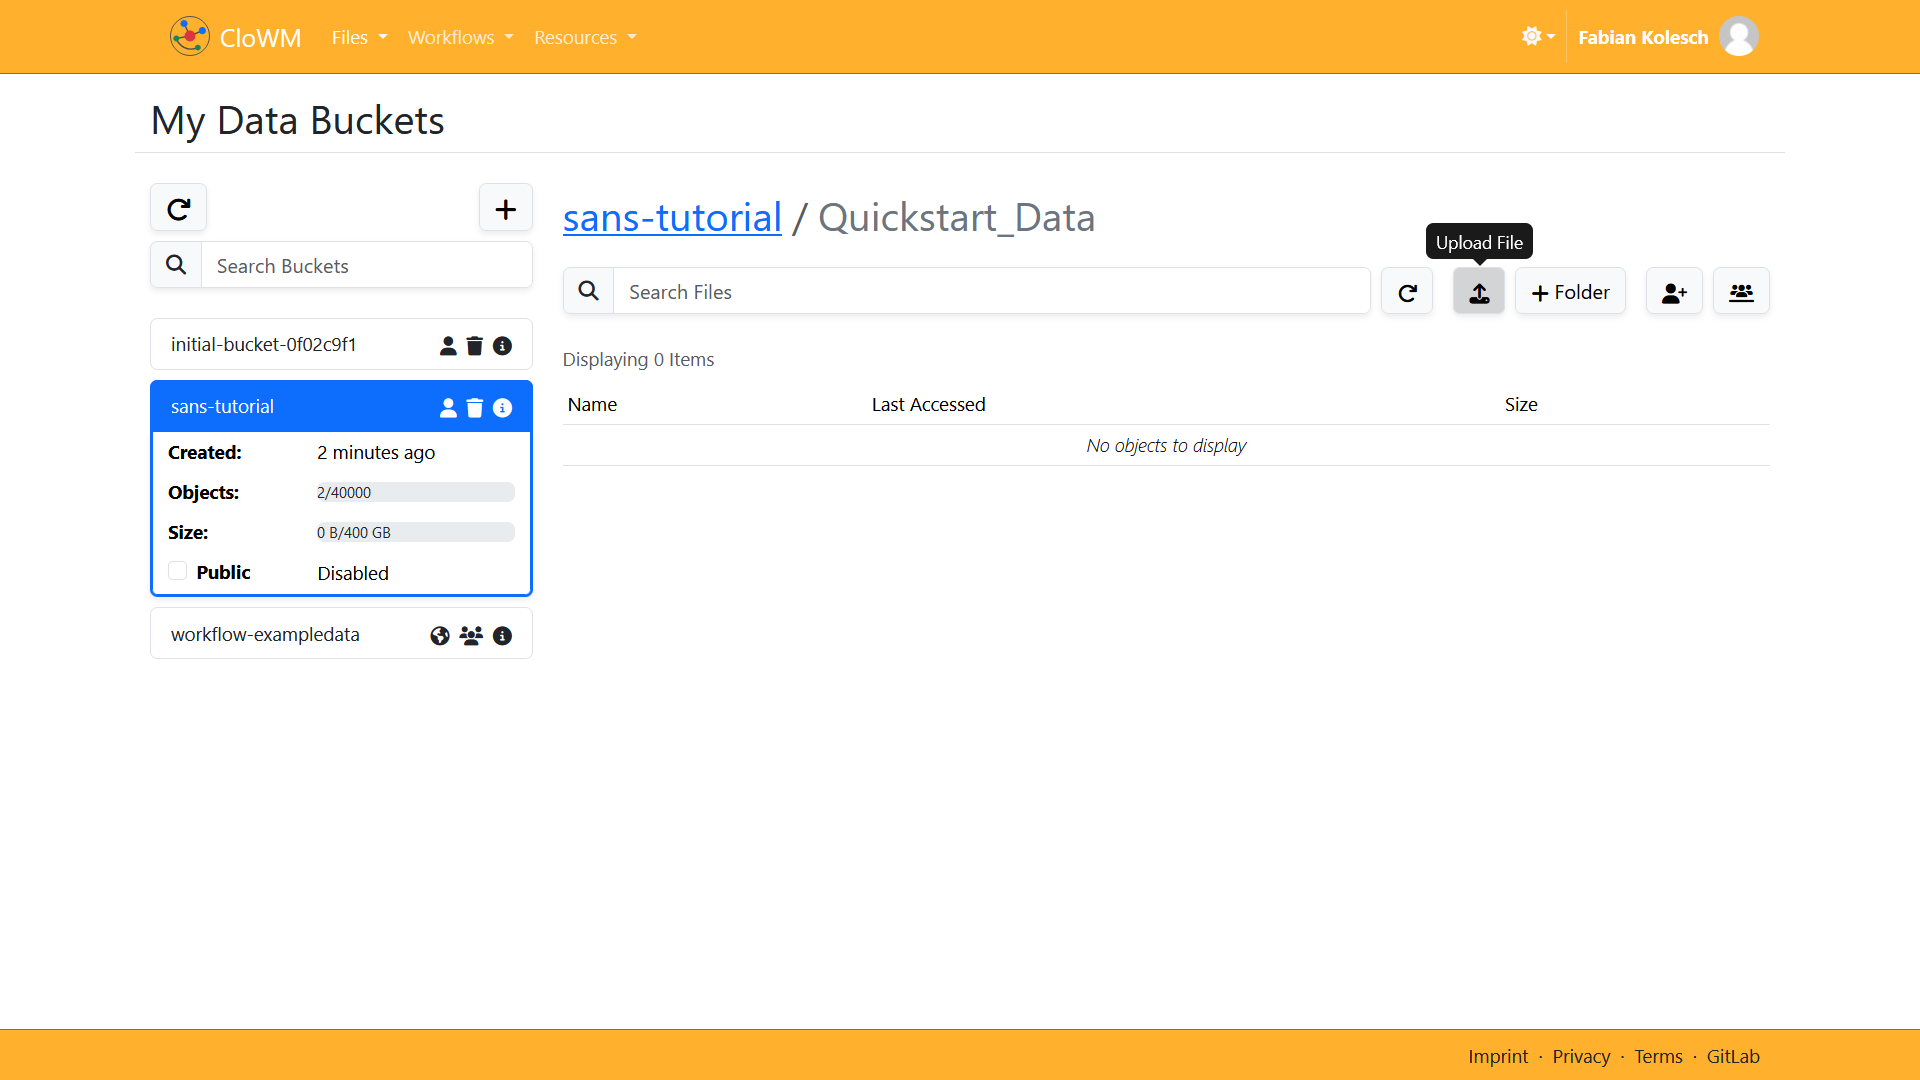 CloWM Files Workflows Resources Fabian Kolesch
My Data Buckets
Search Buckets
initial-bucket-0f02c9f1
sans-tutorial
Created: 2 minutes ago
Objects: 2/40000
Size: 0 B/400 GB
Public Disabled
workflow-exampledata
sans-tutorial / Quickstart_Data
Upload File
Search Files
+ Folder
Displaying 0 Items
Name Last Accessed Size
No objects to display
Imprint · Privacy · Terms · GitLab